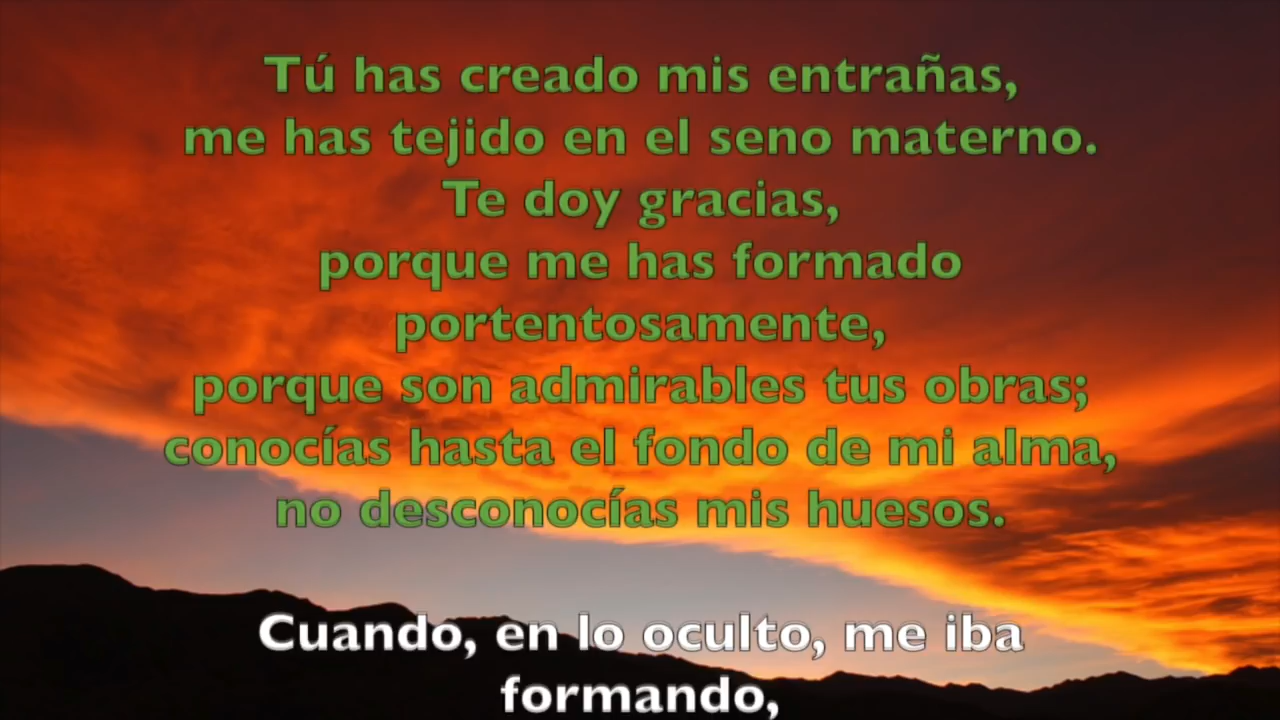 Tú has creado mis entrañas,
me has tejido en el seno materno.
Te doy gracias,
porque me has formado
portentosamente,
porque son admirables tus obras;
conocías hasta el fondo de mi alma,
no desconocías mis huesos.
Cuando, en lo oculto, me iba
formando,